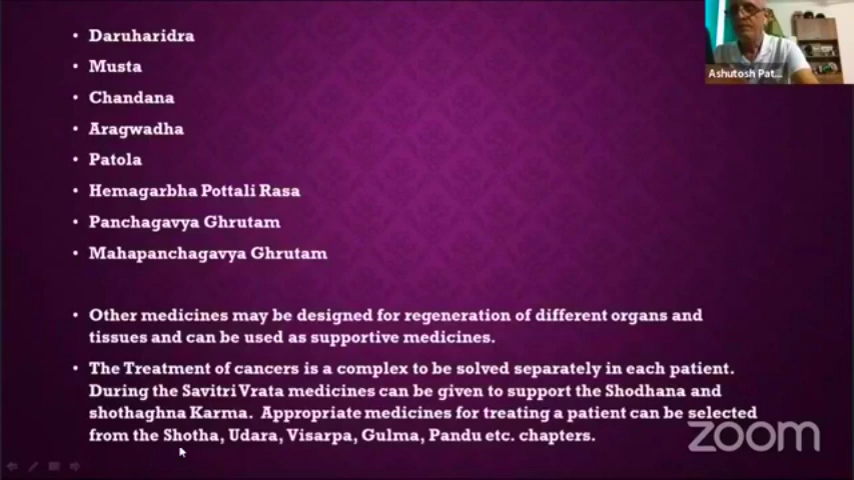 • Daruharidra
• Musta
• Chandana
• Aragwadha
• Patola
• Hemagarbha Pottali Rasa
• Panchagavya Ghrutam
• Mahapanchagavya Ghrutam
• Other medicines may be designed for regeneration of different organs and
tissues and can be used as supportive medicines.
• The Treatment of cancers is a complex to be solved separately in each patient.
During the Savitri Vrata medicines can be given to support the Shodhana and
shothaghna Karma. Appropriate medicines for treating a patient can be selected
from the Shotha, Udara, Visarpa, Gulma, Pandu etc. chapters.
Ashutosh Pat...
zoom